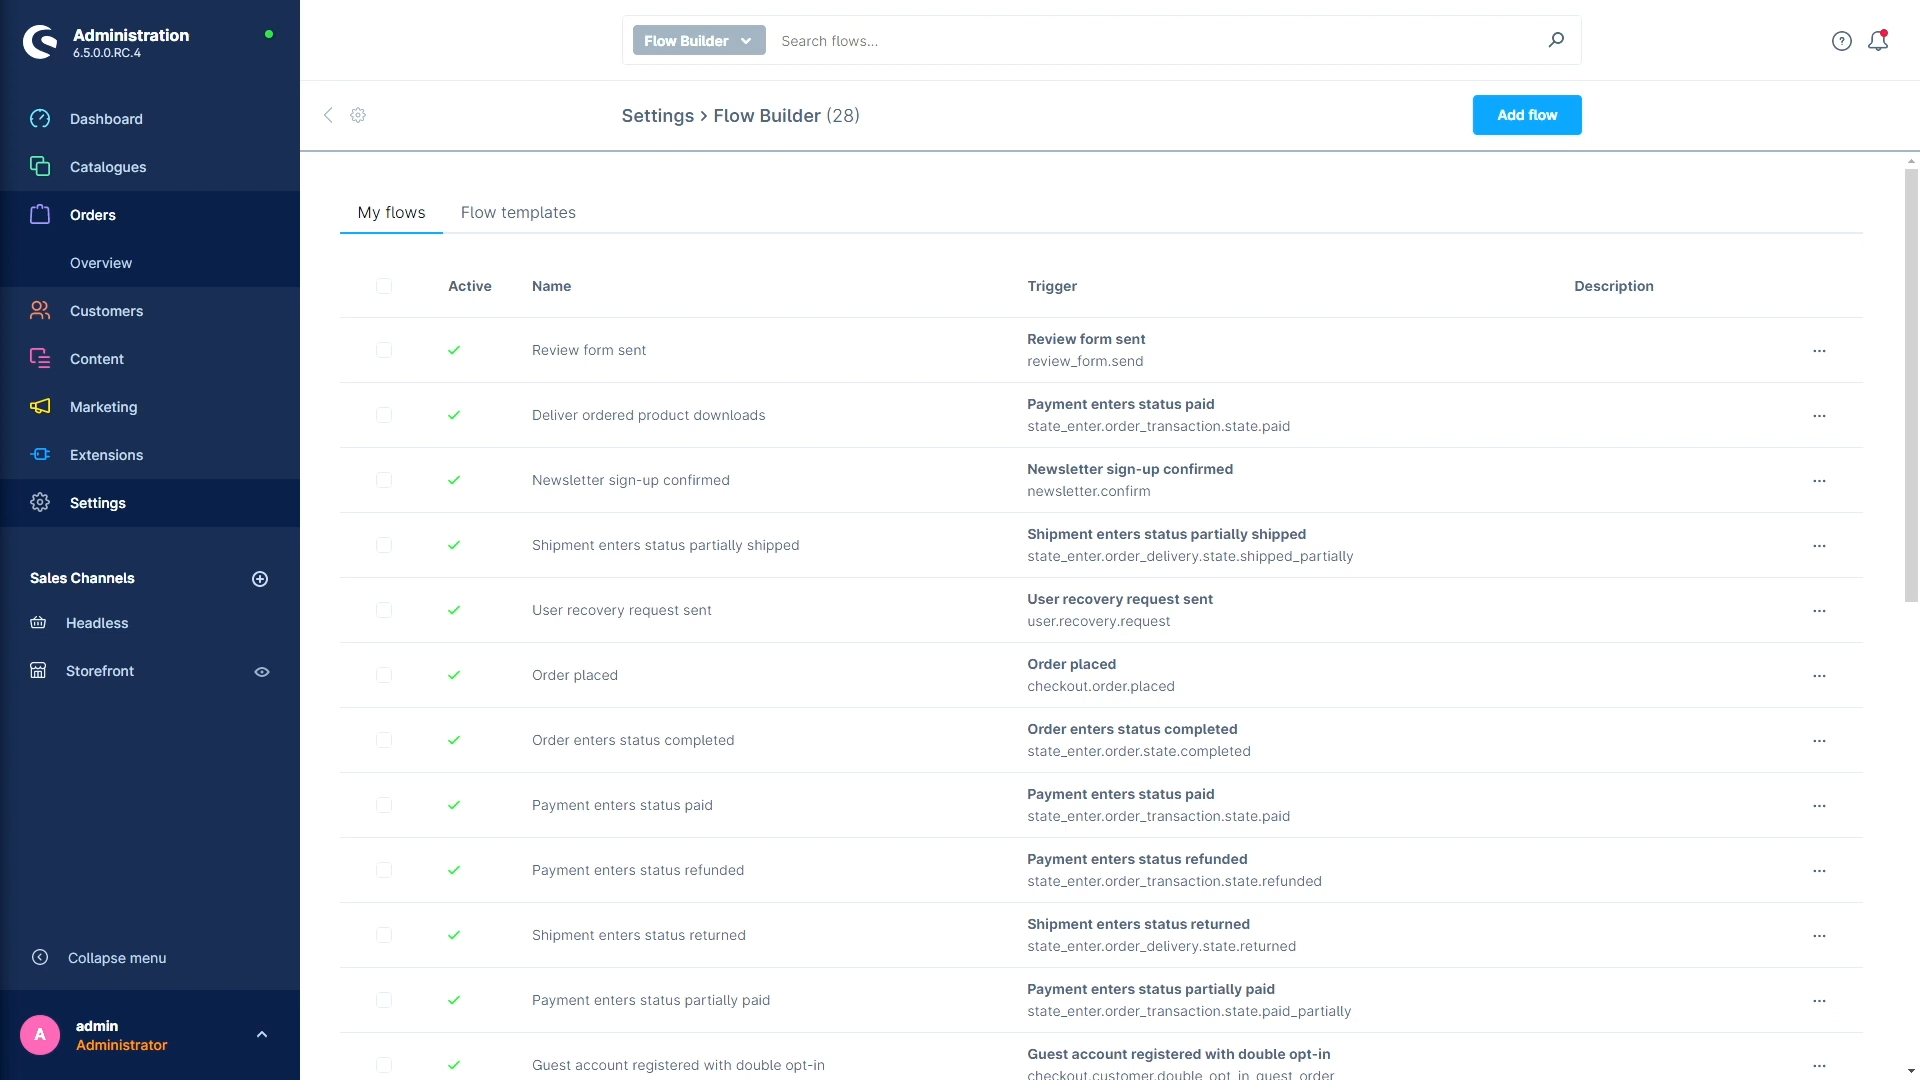 Administration
6.5.0.0.RC.4
Dashboard
Catalogues
Orders
Overview
Customers
Content
Marketing
Extensions
Settings
Sales Channels
Headless
Storefront
Collapse menu
A
admin
Administrator
Flow Builder
Search flows...
Settings > Flow Builder (28)
Add flow
My flows
Flow templates
Active Name Trigger Description
Review form sent
Review form sent
review_form.send
Deliver ordered product downloads
Payment enters status paid
state_enter.order_transaction.state.paid
Newsletter sign-up confirmed
Newsletter sign-up confirmed
newsletter.confirm
Shipment enters status partially shipped
Shipment enters status partially shipped
state_enter.order_delivery.state.shipped_partially
User recovery request sent
User recovery request sent
user.recovery.request
Order placed
Order placed
checkout.order.placed
Order enters status completed
Order enters status completed
state_enter.order.state.completed
Payment enters status paid
Payment enters status paid
state_enter.order_transaction.state.paid
Payment enters status refunded
Payment enters status refunded
state_enter.order_transaction.state.refunded
Shipment enters status returned
Shipment enters status returned
state_enter.order_delivery.state.returned
Payment enters status partially paid
Payment enters status partially paid
state_enter.order_transaction.state.paid_partially
Guest account registered with double opt-in
Guest account registered with double opt-in
checkout.customer.double_opt_in_guest_order